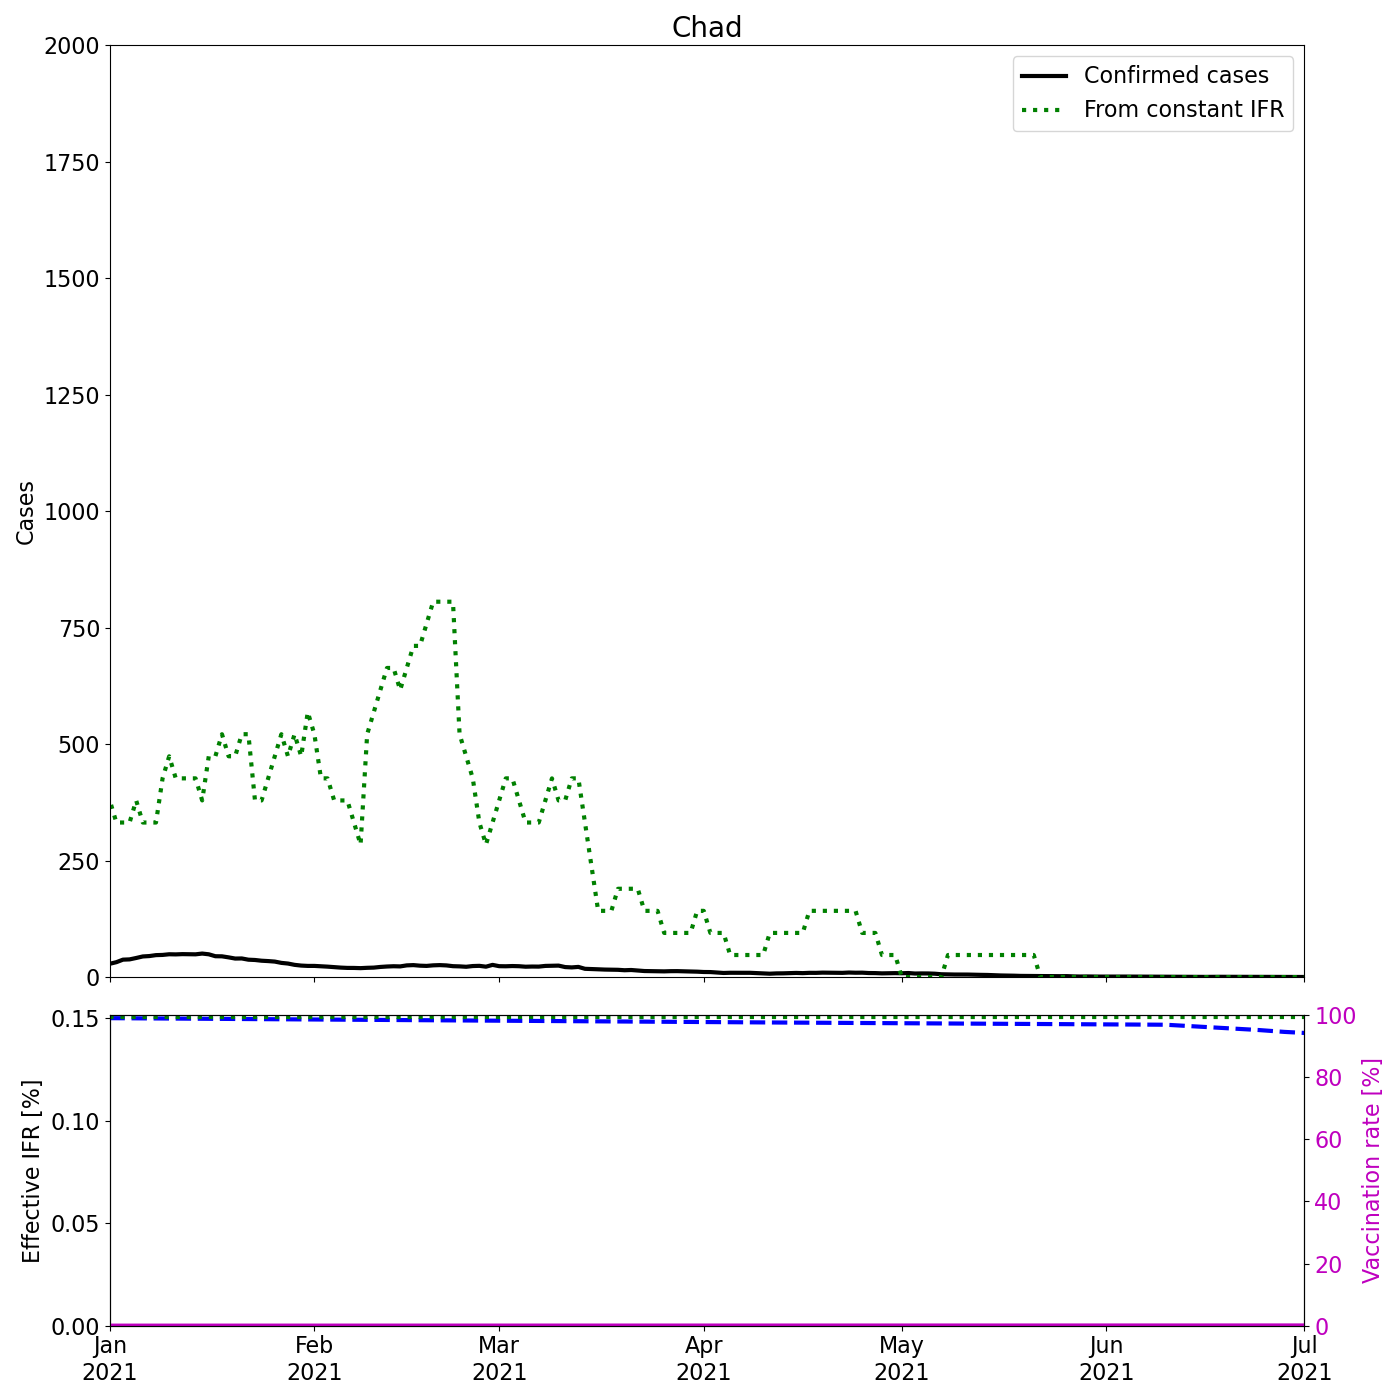 Chad
2000
1750
1500
1250
1000
750
500
250
0
Cases
Confirmed cases
From constant IFR
0.15
0.10
0.05
0.00
Effective IFR [%]
100
80
60
40
20
0
Vaccination rate [%]
Jan Feb Mar Apr May Jun Jul
2021 2021 2021 2021 2021 2021 2021